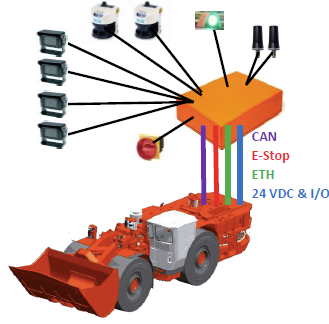 CAN
E-Stop
ETH
24 VDC & I/O